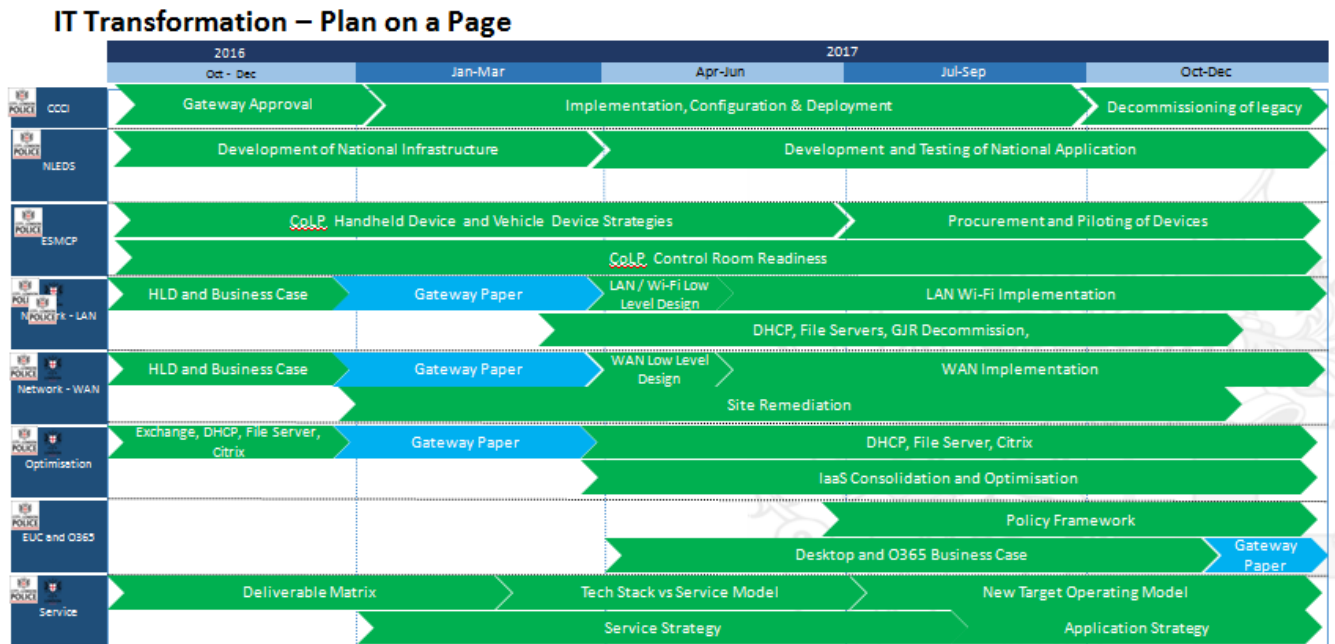 IT Transformation – Plan on a Page
2016
2017
Oct - Dec
Jan-Mar
Apr-Jun
Jul-Sep
Oct-Dec
POLICE
CCCI
Gateway Approval
Implementation, Configuration & Deployment
Decommissioning of legacy
POLICE
NLEDS
Development of National Infrastructure
Development and Testing of National Application
POLICE
ESMCP
CoLP Handheld Device and Vehicle Device Strategies
Procurement and Piloting of Devices
CoLP Control Room Readiness
POLICE
Network - LAN
HLD and Business Case
Gateway Paper
LAN / Wi-Fi Low
Level Design
LAN Wi-Fi Implementation
DHCP, File Servers, GJR Decommission,
POLICE
Network - WAN
HLD and Business Case
Gateway Paper
WAN Low Level
Design
WAN Implementation
Site Remediation
POLICE
Optimisation
Exchange, DHCP, File Server,
Citrix
Gateway Paper
DHCP, File Server, Citrix
IaaS Consolidation and Optimisation
POLICE
EUC and O365
Policy Framework
Desktop and O365 Business Case
Gateway
Paper
POLICE
Service
Deliverable Matrix
Tech Stack vs Service Model
New Target Operating Model
Service Strategy
Application Strategy